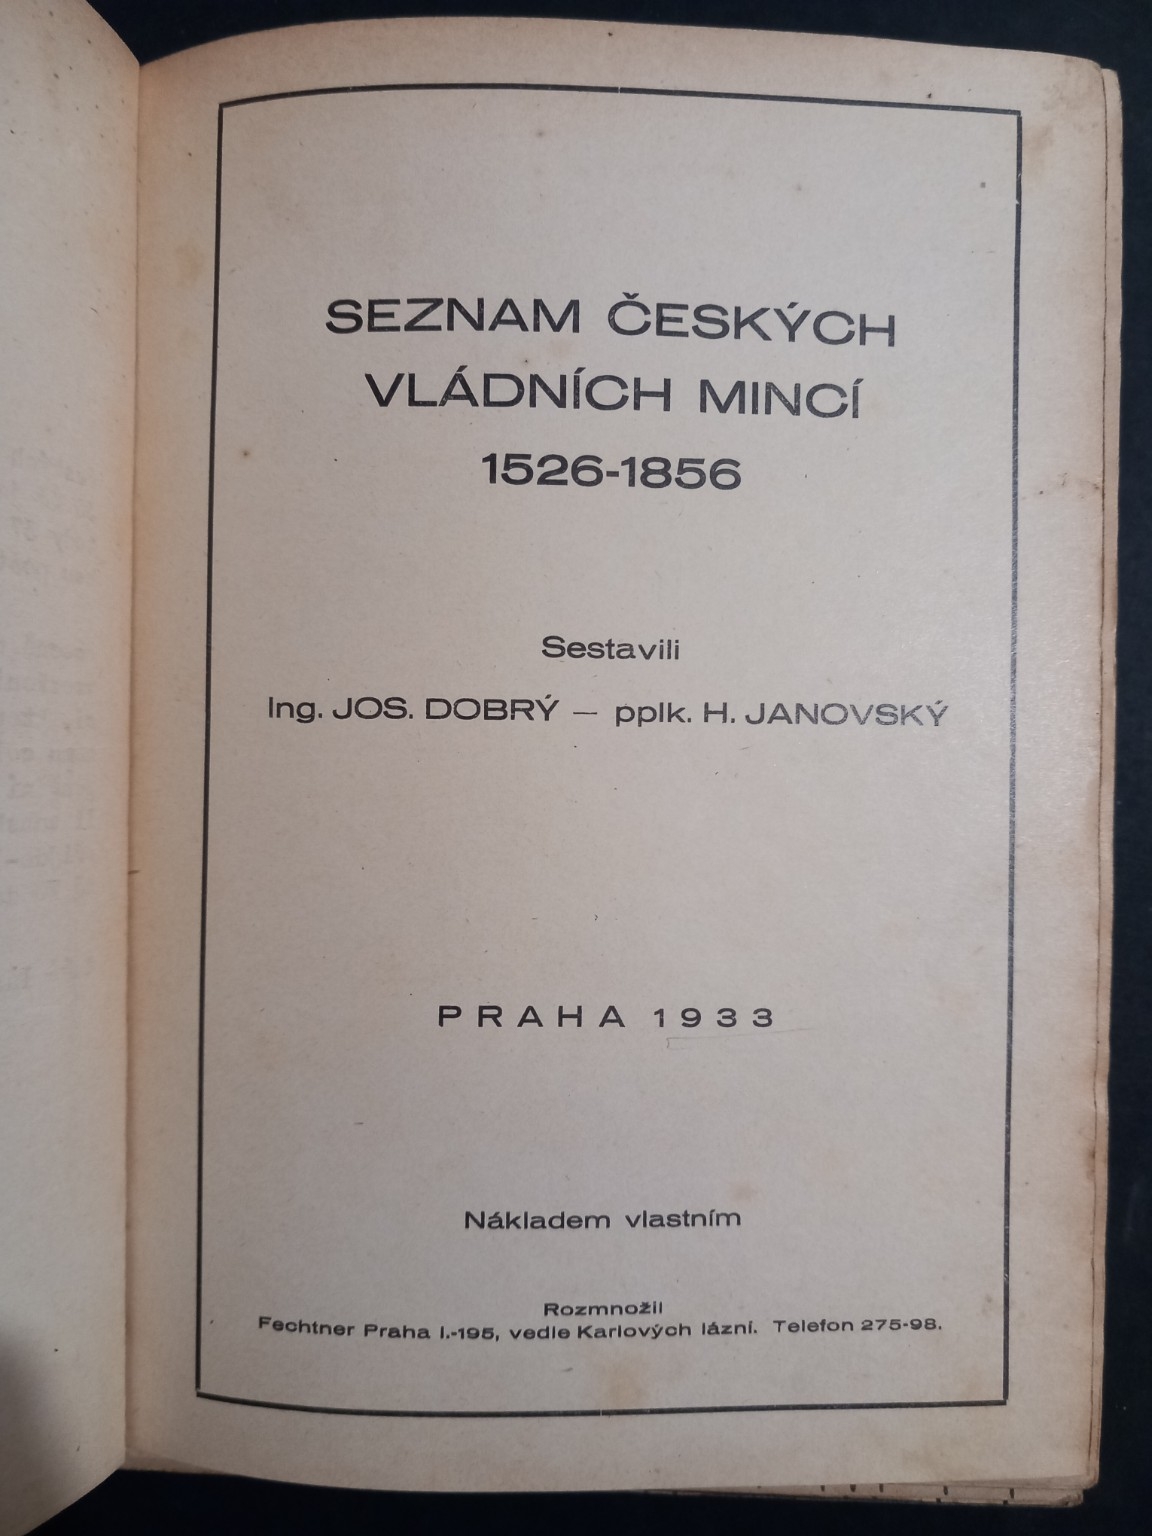 SEZNAM ČESKÝCH
VLÁDNÍCH MINCÍ
1526-1856
Sestavili
Ing. JOS. DOBRÝ — pplk. H. JANOVSKÝ
PRAHA 1933
Nákladem vlastním
Rozmnožil
Fechtner Praha I.-195, vedle Karlových lázní. Telefon 275-98.